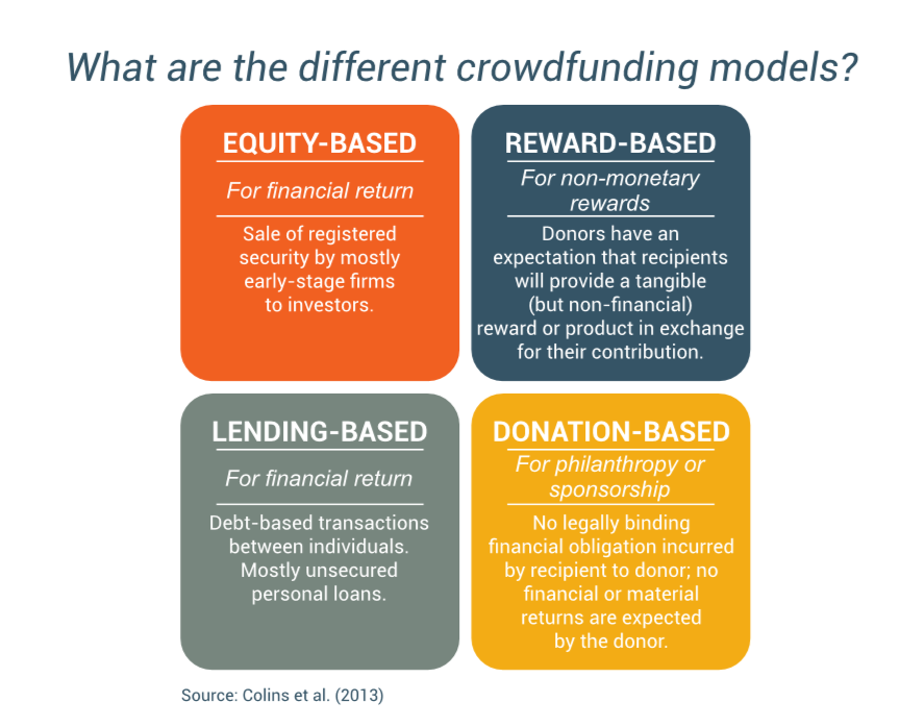 What are the different crowdfunding models?
EQUITY-BASED
For financial return
Sale of registered
security by mostly
early-stage firms
to investors.
REWARD-BASED
For non-monetary
rewards
Donors have an
expectation that recipients
will provide a tangible
(but non-financial)
reward or product in exchange
for their contribution.
LENDING-BASED
For financial return
Debt-based transactions
between individuals.
Mostly unsecured
personal loans.
DONATION-BASED
For philanthropy or
sponsorship
No legally binding
financial obligation incurred
by recipient to donor; no
financial or material
returns are expected
by the donor.
Source: Colins et al. (2013)